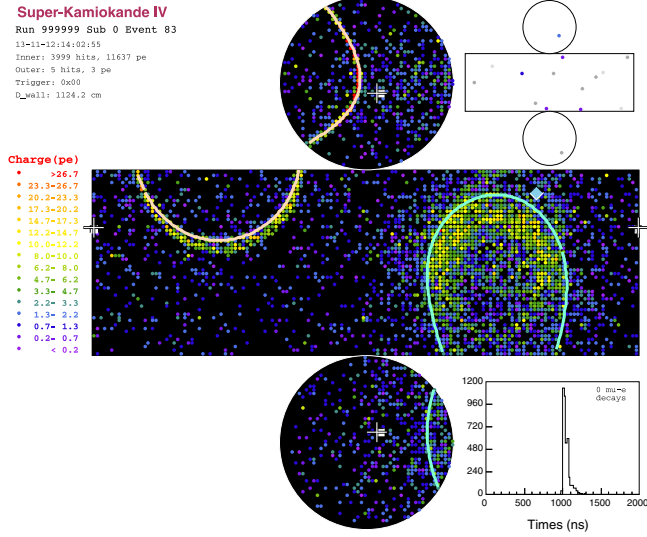 Super-Kamiokande IV
Run 999999 Sub 0 Event 83
13-11-12:14:02:55
Inner: 3999 hits, 11637 pe
Outer: 5 hits, 3 pe
Trigger: 0x00
D_wall: 1124.2 cm
Charge(pe)
>26.7
23.3-26.7
20.2-23.3
17.3-20.2
14.7-17.3
12.2-14.7
10.0-12.2
8.0-10.0
6.2- 8.0
4.7- 6.2
3.3- 4.7
2.2- 3.3
1.3- 2.2
0.7- 1.3
0.2- 0.7
< 0.2
0 mu-e
decays
1200
960
720
480
240
0
0 500 1000 1500 2000
Times (ns)